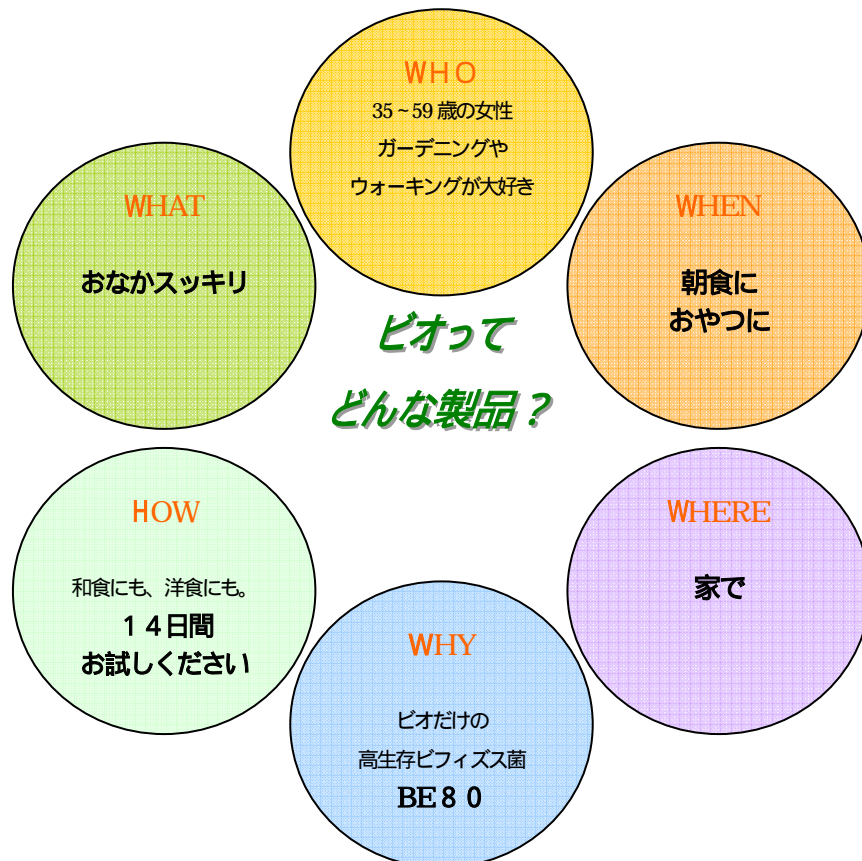 WHO
35~59歳の女性
ガーデニングや
ウォーキングが大好き
WHAT
おなかスッキリ
WHEN
朝食に
おやつに
ビオって
どんな製品?
HOW
和食にも、洋食にも。
14日間
お試しください
WHERE
家で
WHY
ビオだけの
高生存ビフィズス菌
BE80